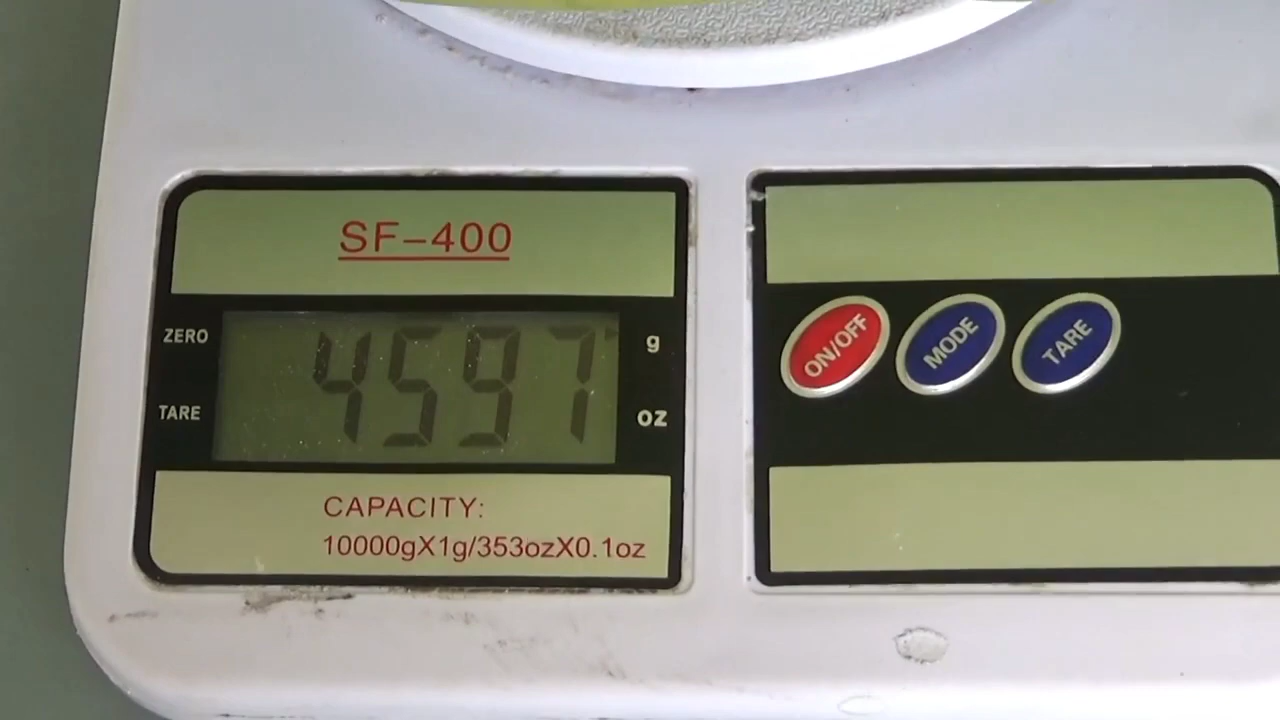 SF-400
ZERO
4597
g
TARE
oz
CAPACITY:
10000gX1g/353ozX0.1oz
ON/OFF
MODE
TARE